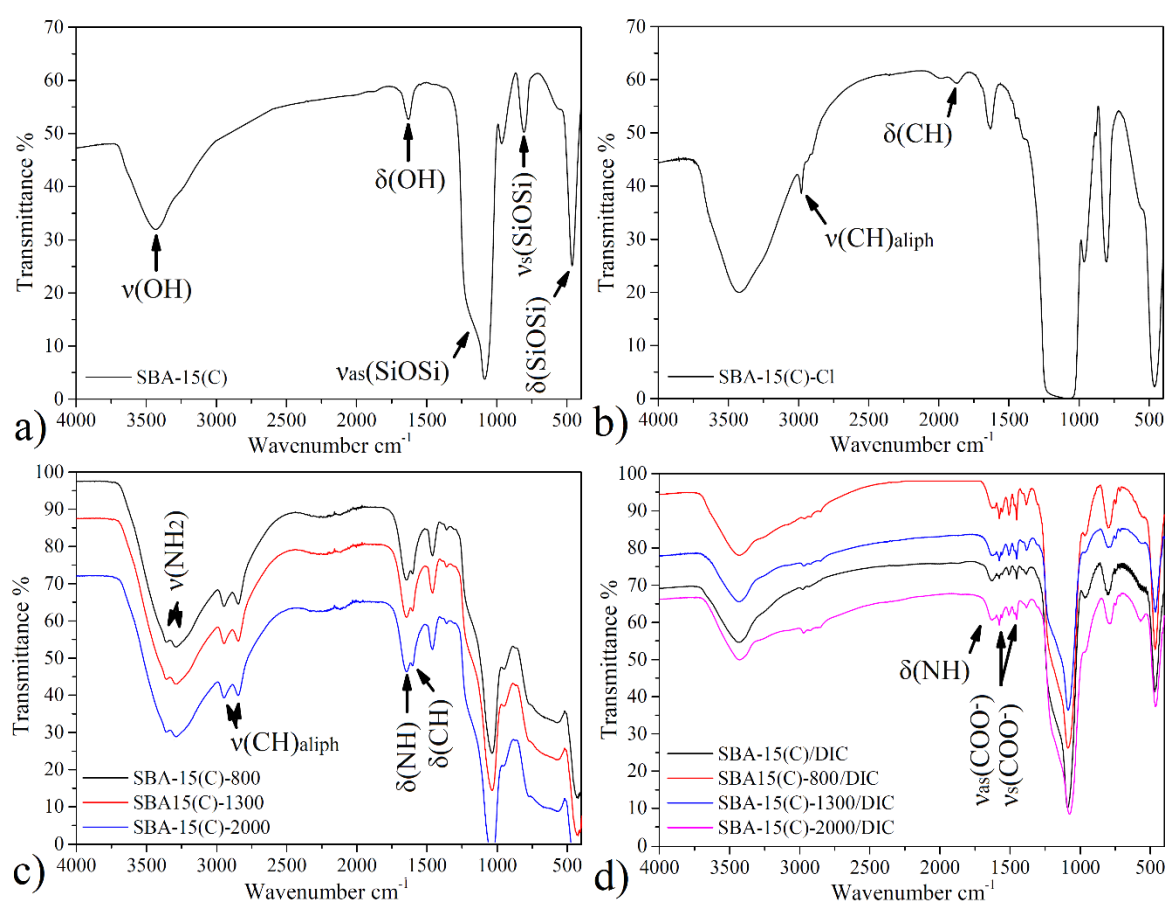 70
60
50
40
30
20
10
0
Transmittance %
ν(OH)
δ(OH)
νas(SiOSi)
νs(SiOSi)
δ(SiOSi)
SBA-15(C)
4000 3500 3000 2500 2000 1500 1000 500
Wavenumber cm-1
a)
70
60
50
40
30
20
10
0
Transmittance %
δ(CH)
ν(CH)aliph
SBA-15(C)-Cl
4000 3500 3000 2500 2000 1500 1000 500
Wavenumber cm-1
b)
100
90
80
70
60
50
40
30
20
10
0
Transmittance %
ν(NH2)
ν(CH)aliph
δ(NH)
δ(CH)
SBA-15(C)-800
SBA15(C)-1300
SBA-15(C)-2000
4000 3500 3000 2500 2000 1500 1000 500
Wavenumber cm-1
c)
100
90
80
70
60
50
40
30
20
10
0
Transmittance %
δ(NH)
νas(COO-)
νs(COO-)
SBA-15(C)/DIC
SBA15(C)-800/DIC
SBA-15(C)-1300/DIC
SBA-15(C)-2000/DIC
4000 3500 3000 2500 2000 1500 1000 500
Wavenumber cm-1
d)